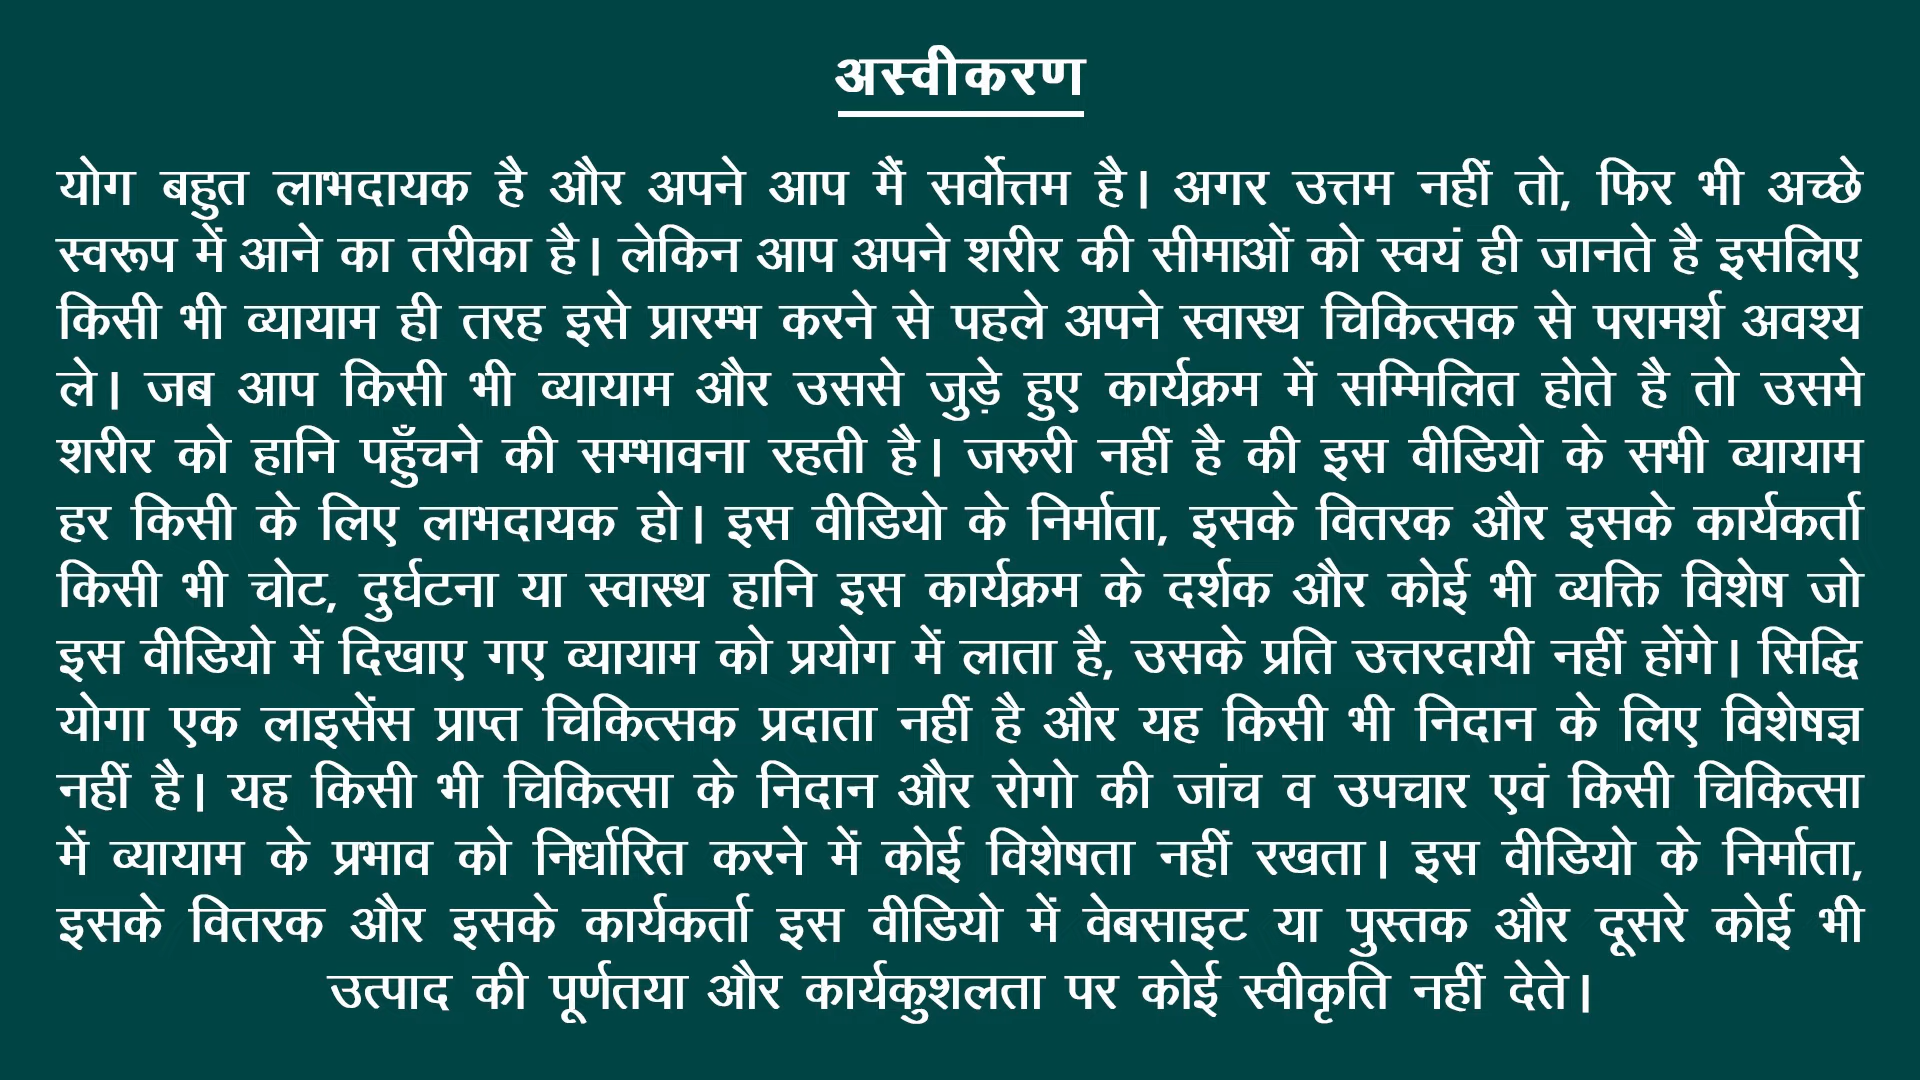 अस्वीकरण
योग बहुत लाभदायक है और अपने आप मैं सर्वोत्तम है। अगर उत्तम नहीं तो, फिर भी अच्छे
स्वरूप में आने का तरीका है। लेकिन आप अपने शरीर की सीमाओं को स्वयं ही जानते है इसलिए
किसी भी व्यायाम ही तरह इसे प्रारम्भ करने से पहले अपने स्वास्थ चिकित्सक से परामर्श अवश्य
ले। जब आप किसी भी व्यायाम और उससे जुड़े हुए कार्यक्रम में सम्मिलित होते है तो उसमे
शरीर को हानि पहुँचने की सम्भावना रहती है। जरुरी नहीं है की इस वीडियो के सभी व्यायाम
हर किसी के लिए लाभदायक हो। इस वीडियो के निर्माता, इसके वितरक और इसके कार्यकर्ता
किसी भी चोट, दुर्घटना या स्वास्थ हानि इस कार्यक्रम के दर्शक और कोई भी व्यक्ति विशेष जो
इस वीडियो में दिखाए गए व्यायाम को प्रयोग में लाता है, उसके प्रति उत्तरदायी नहीं होंगे। सिद्धि
योगा एक लाइसेंस प्राप्त चिकित्सक प्रदाता नहीं है और यह किसी भी निदान के लिए विशेषज्ञ
नहीं है। यह किसी भी चिकित्सा के निदान और रोगो की जांच व उपचार एवं किसी चिकित्सा
में व्यायाम के प्रभाव को निर्धारित करने में कोई विशेषता नहीं रखता। इस वीडियो के निर्माता,
इसके वितरक और इसके कार्यकर्ता इस वीडियो में वेबसाइट या पुस्तक और दूसरे कोई भी
उत्पाद की पूर्णतया और कार्यकुशलता पर कोई स्वीकृति नहीं देते।